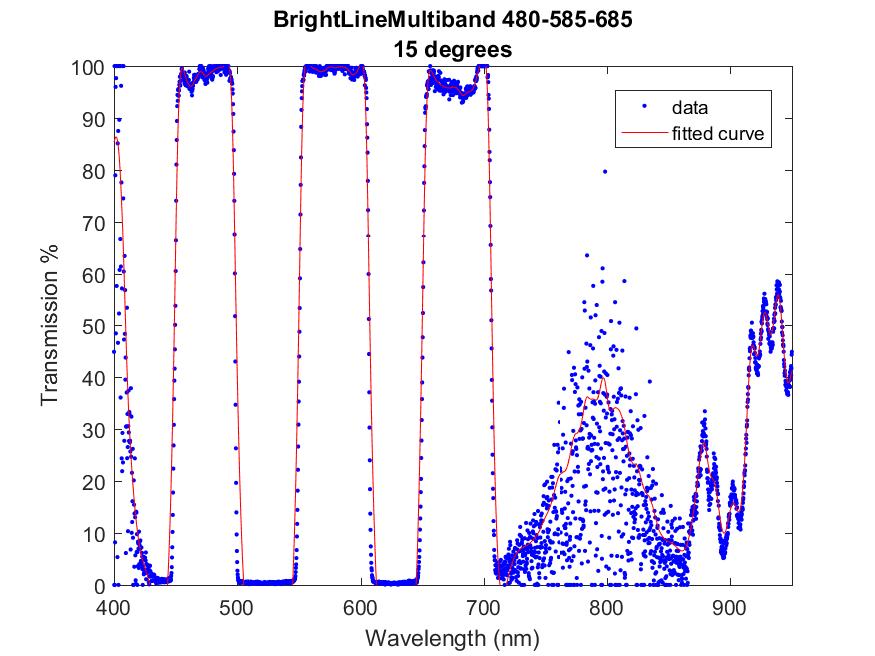 BrightLineMultiband 480-585-685
15 degrees
100
90
80
70
60
50
40
30
20
10
0
Transmission %
data
fitted curve
400 500 600 700 800 900
Wavelength (nm)